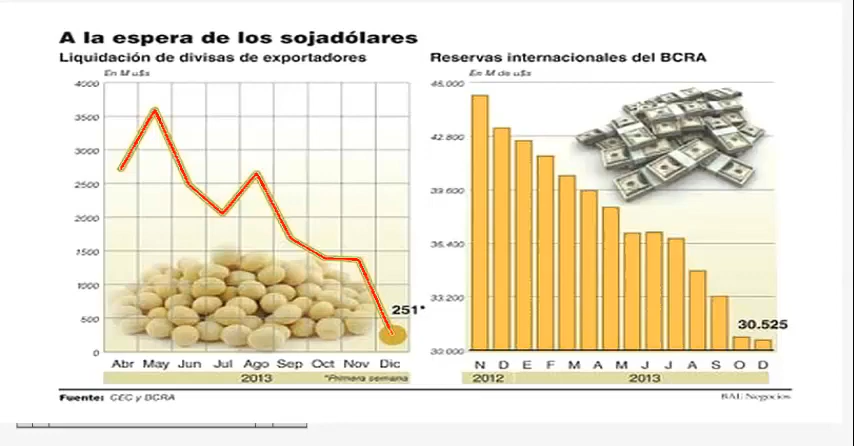 A la espera de los sojadólares
Liquidación de divisas de exportadores
En M u$s
4000
3500
3000
2500
2000
1500
1000
500
0
251*
Abr May Jun Jul Ago Sep Oct Nov Dic
2013
*Primera semana
Reservas internacionales del BCRA
En M de u$s
46.000
42.800
39.600
36.400
33.200
30.000
30.525
N D E F M A M J J A S O D
2012 2013
Fuente: CEC y BCRA
BAE Negocios